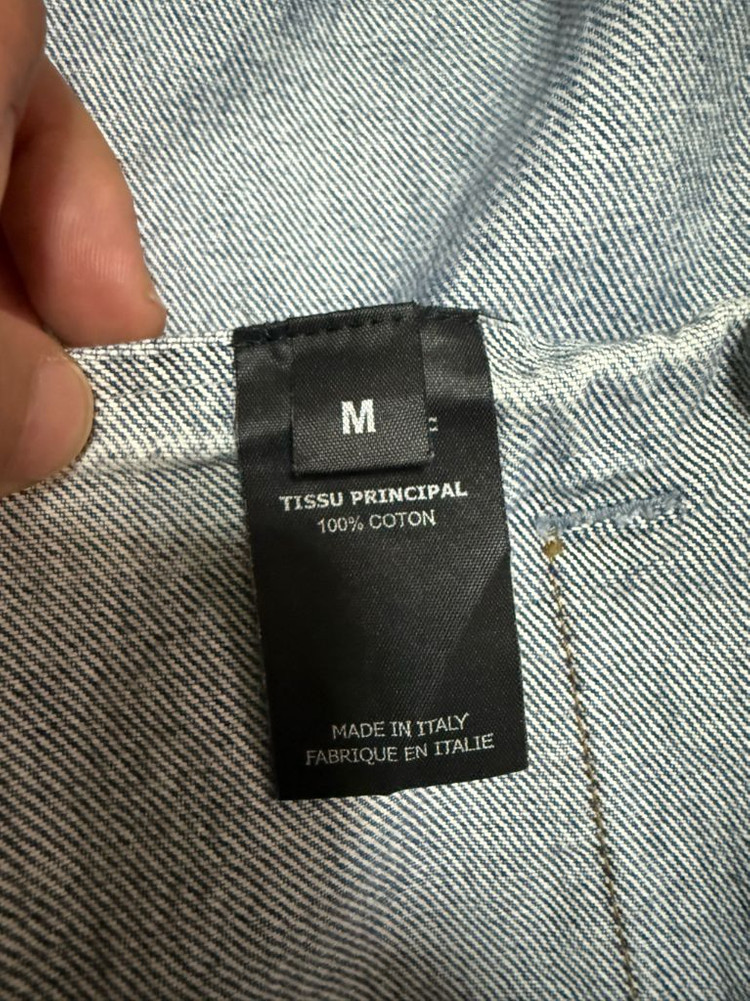 M
TISSU PRINCIPAL
100% COTON
MADE IN ITALY
FABRIQUE EN ITALIE